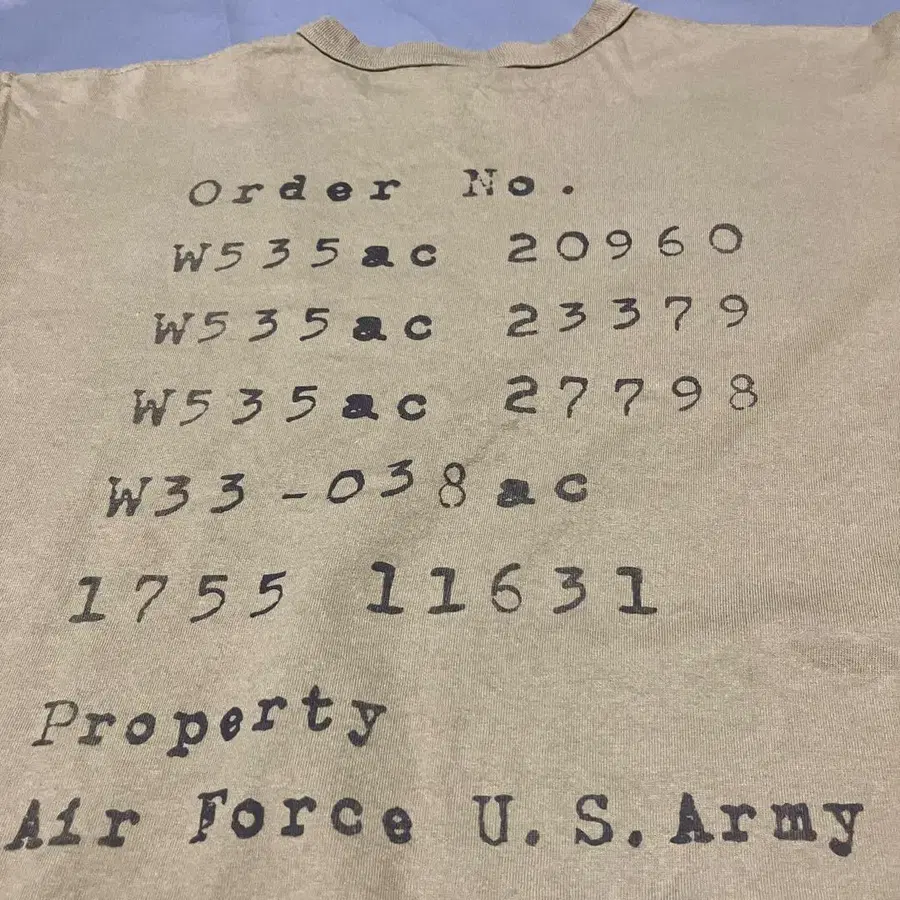 Order No.
W535ac 20960
W535ac 23379
W535ac 27798
W33-038ac
1755 11631
Property
Air Force U.S.Army